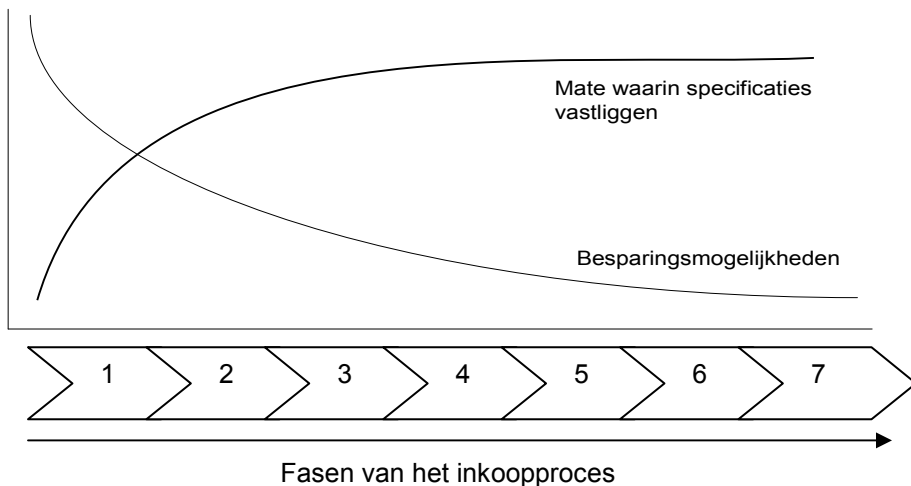 Mate waarin specificaties
vastliggen
Besparingsmogelijkheden
1 2 3 4 5 6 7
Fasen van het inkoopproces